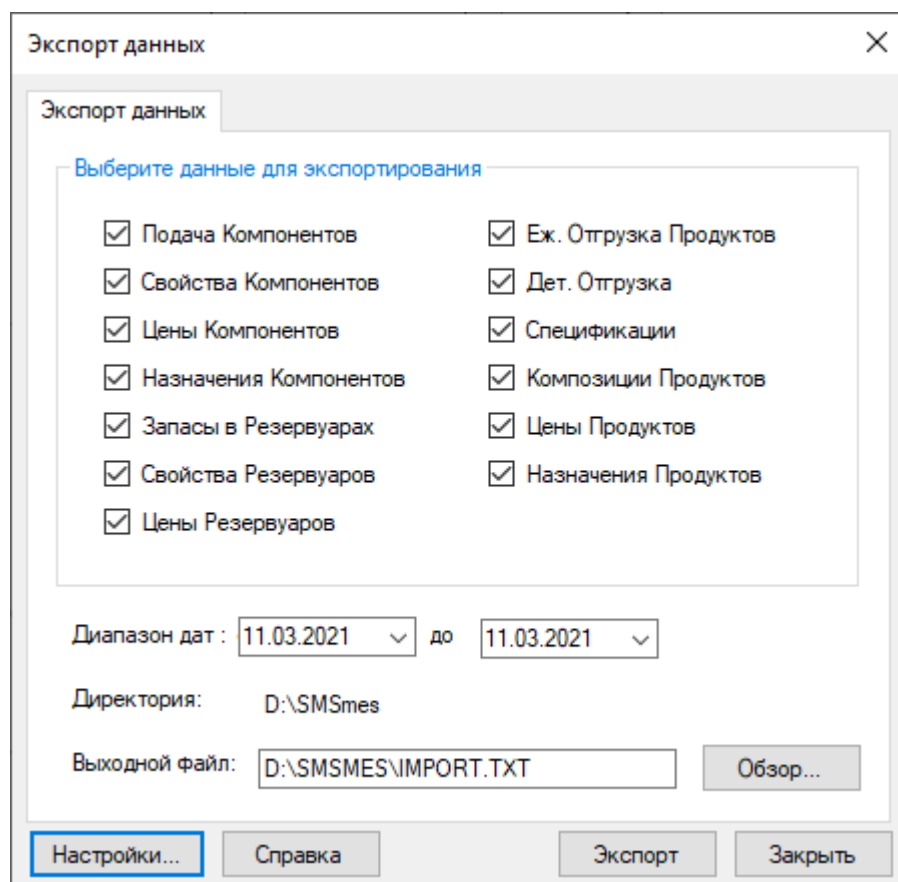 Экспорт данных
Экспорт данных
Выберите данные для экспортирования
Подача Компонентов
Свойства Компонентов
Цены Компонентов
Назначения Компонентов
Запасы в Резервуарах
Свойства Резервуаров
Цены Резервуаров
Еж. Отгрузка Продуктов
Дет. Отгрузка
Спецификации
Композиции Продуктов
Цены Продуктов
Назначения Продуктов
Диапазон дат : 11.03.2021 до 11.03.2021
Директория: D:\SMSmes
Выходной файл: D:\SMSMES\IMPORT.TXT Обзор...
Настройки... Справка Экспорт Закрыть